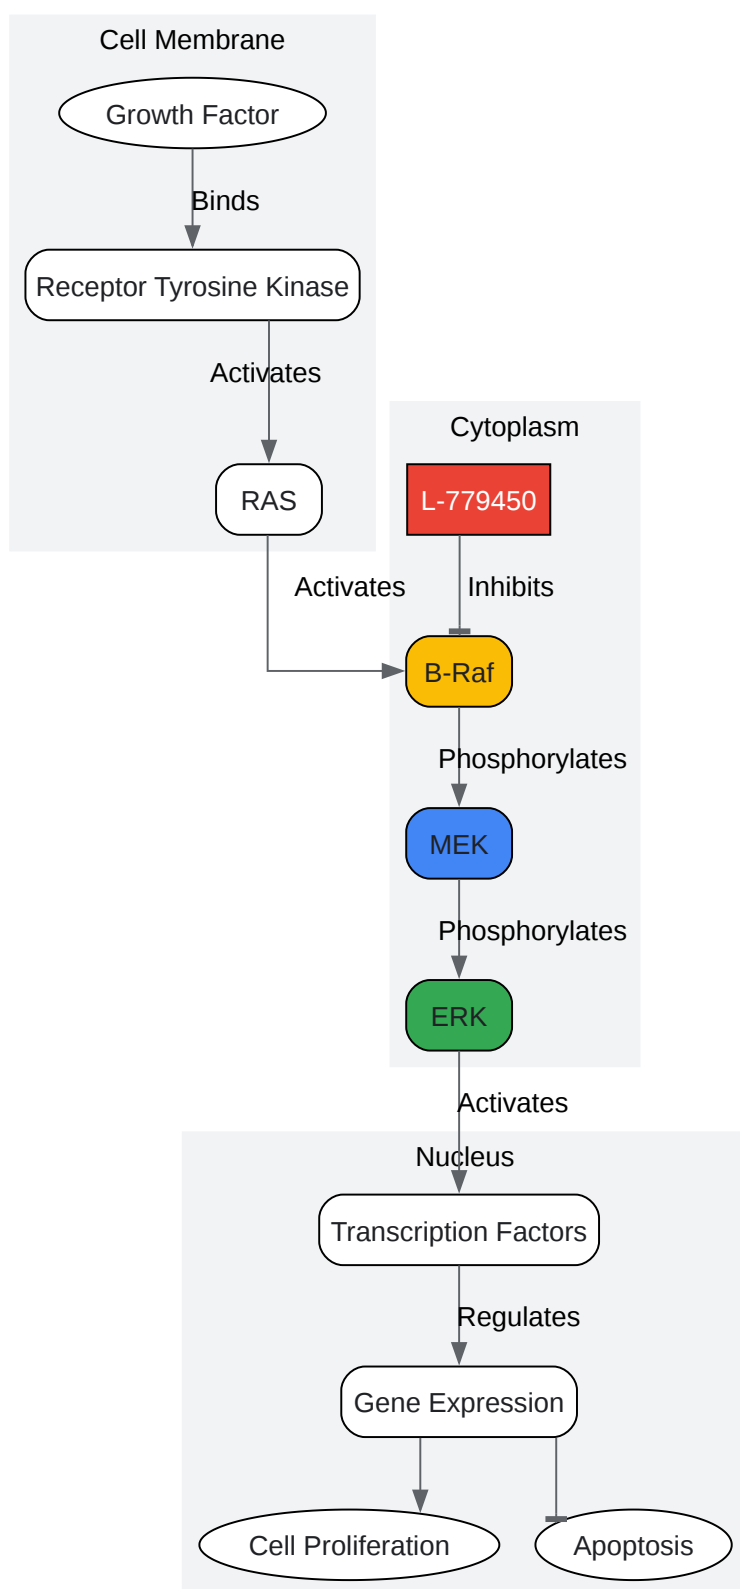 Cell Membrane
Growth Factor
Binds
Receptor Tyrosine Kinase
Activates
RAS
Activates
Cytoplasm
L-779450
Inhibits
B-Raf
Phosphorylates
MEK
Phosphorylates
ERK
Activates
Nucleus
Transcription Factors
Regulates
Gene Expression
Cell Proliferation
Apoptosis